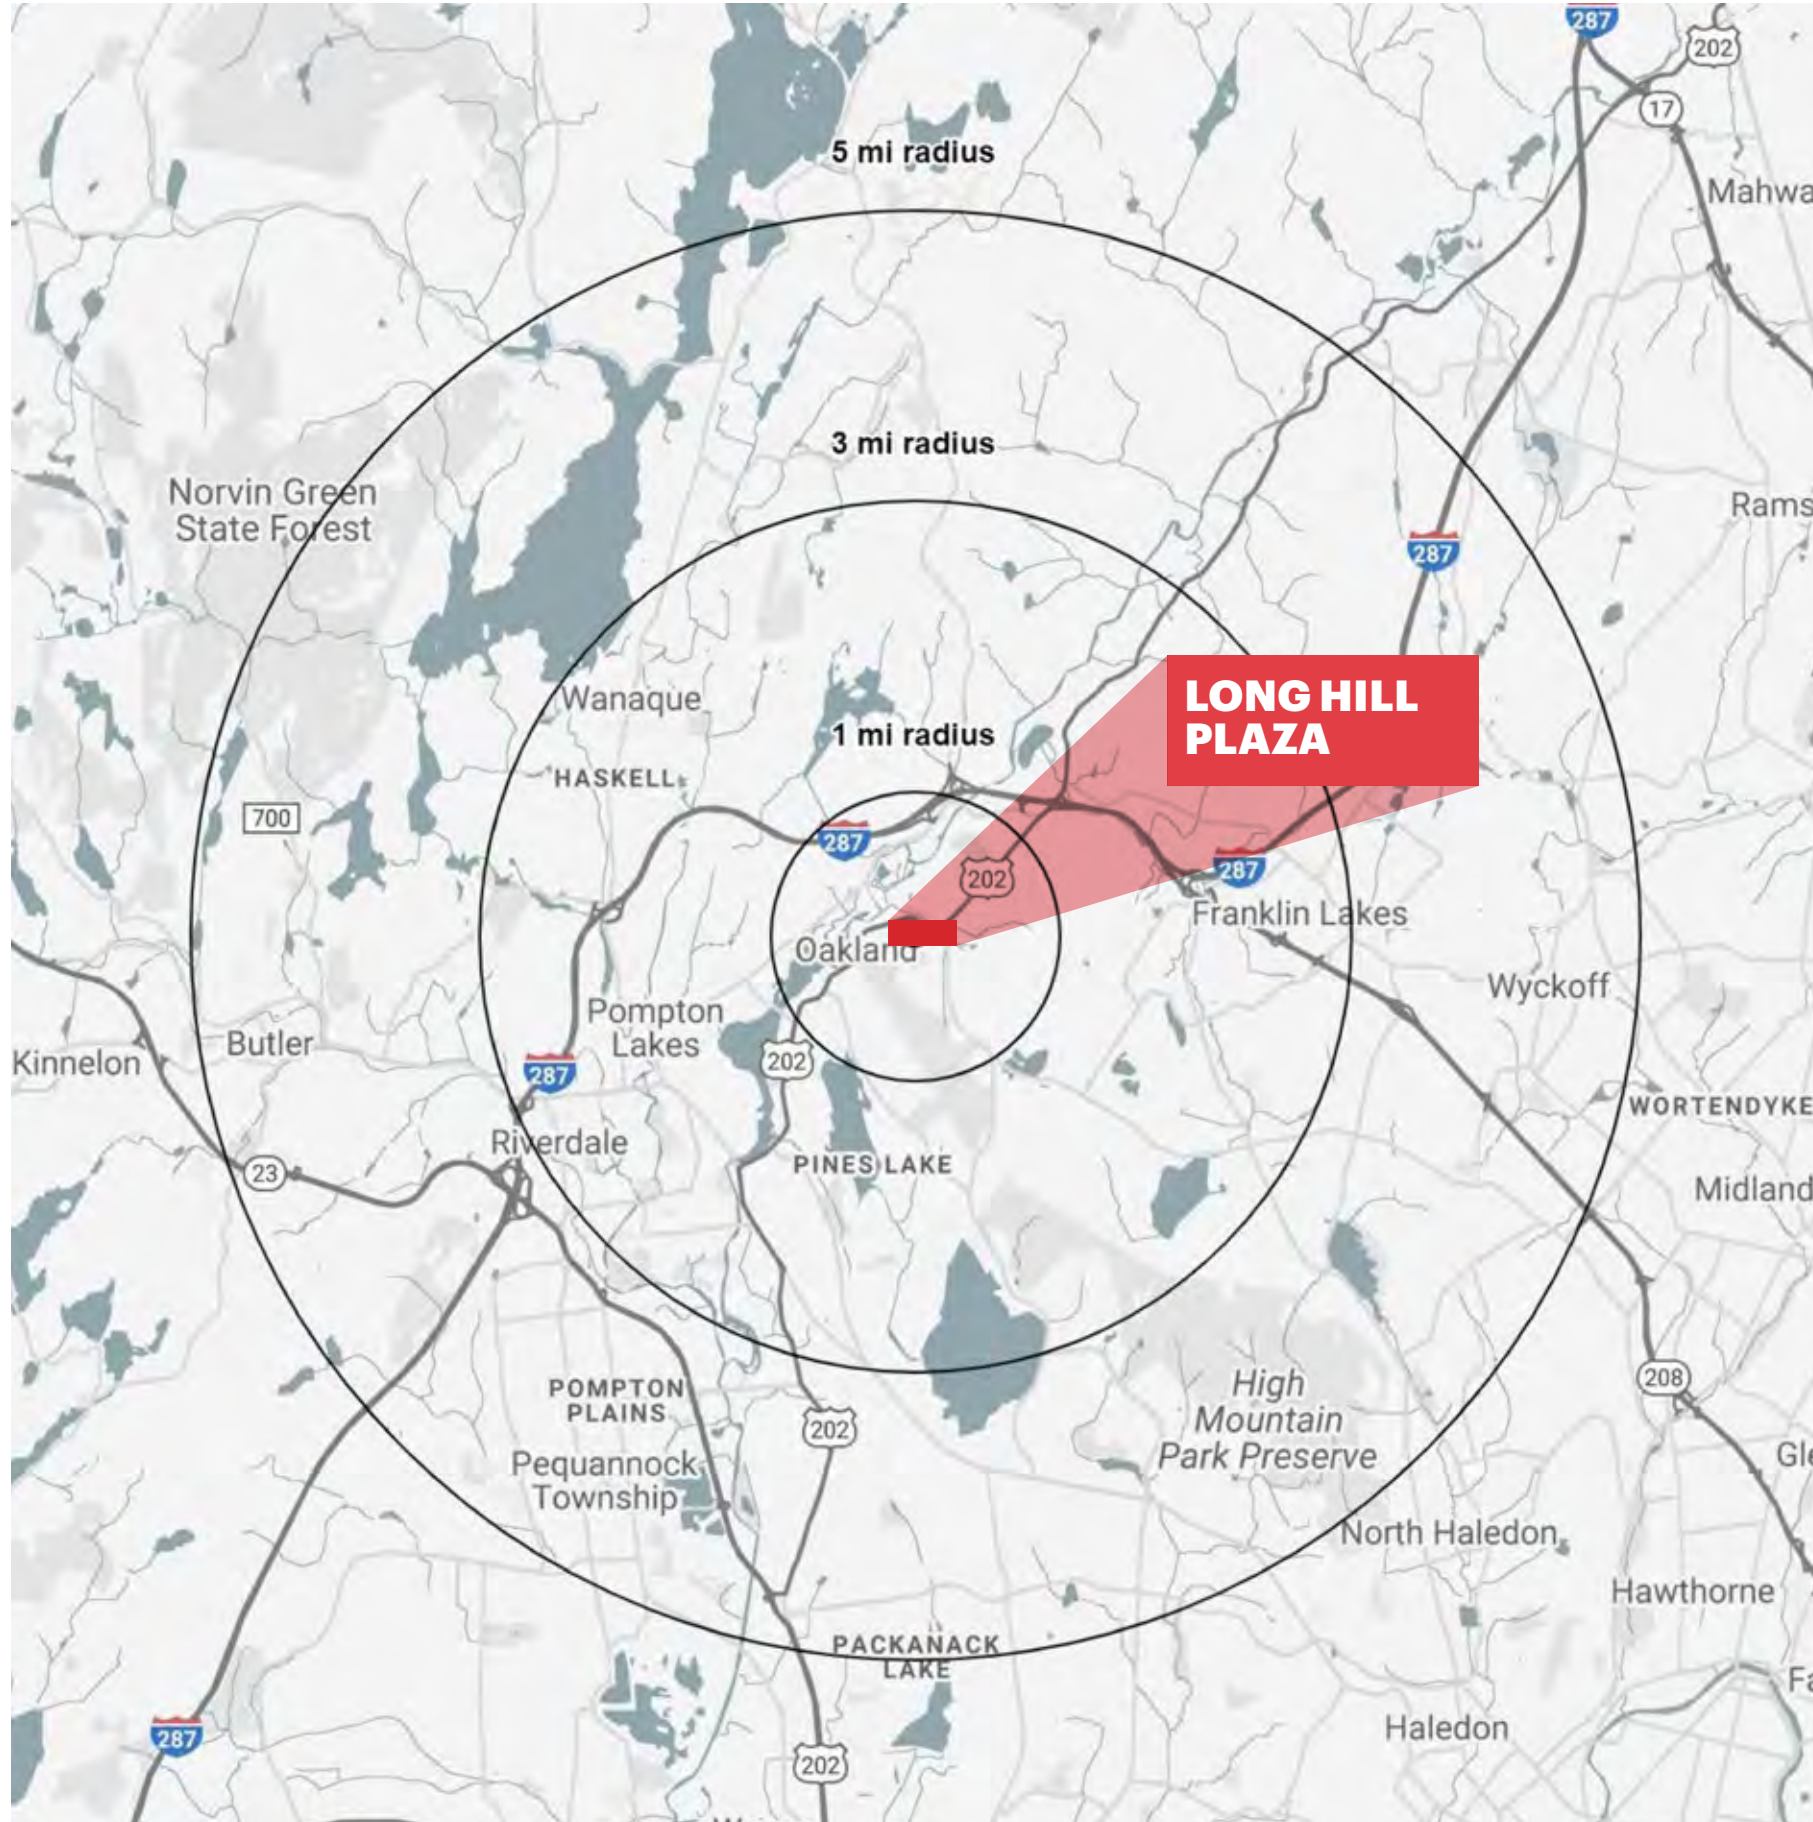 287
202
17
5 mi radius
Mahwa
3 mi radius
Norvin Green
State Forest
Rams
287
LONG HILL
PLAZA
Wanaque
1 mi radius
HASKELL
700
287
287
202
Franklin Lakes
Oakland
Wyckoff
Pompton
Lakes
Butler
Kinnelon
202
287
WORTENDYKE
Riverdale
PINES LAKE
23
Midland
High
Mountain
Park Preserve
208
POMPTON
PLAINS
202
Gle
Pequannock
Township
North Haledon
Hawthorne
PACKANACK
LAKE
Fa
Haledon
287
202